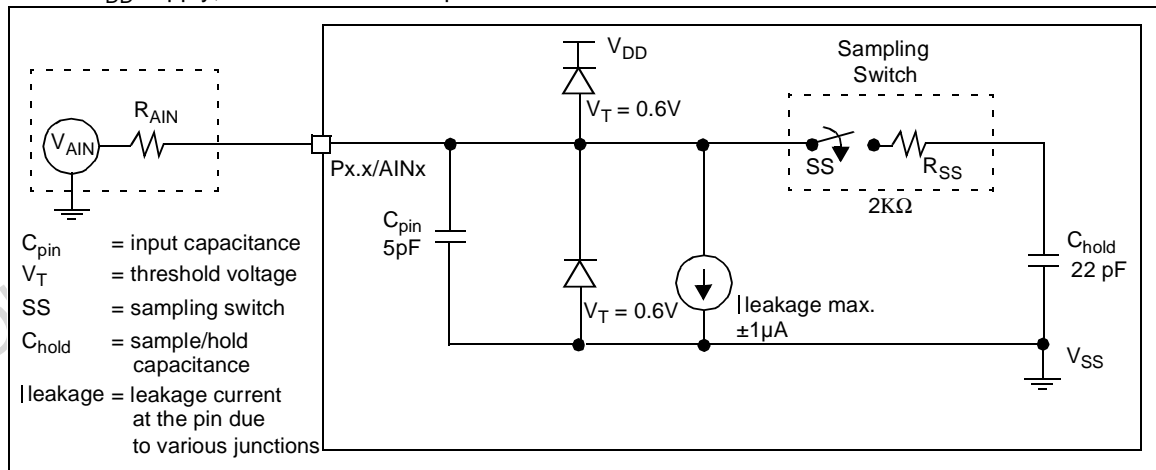 V_DD
Sampling
Switch
R_AIN
V_T = 0.6V
V_AIN
Px.x/AINx
SS
R_SS
2KΩ
C_pin
5pF
C_hold
22 pF
V_T = 0.6V
I leakage max.
±1µA
V_SS
C_pin = input capacitance
V_T = threshold voltage
SS = sampling switch
C_hold = sample/hold
capacitance
I leakage = leakage current
at the pin due
to various junctions